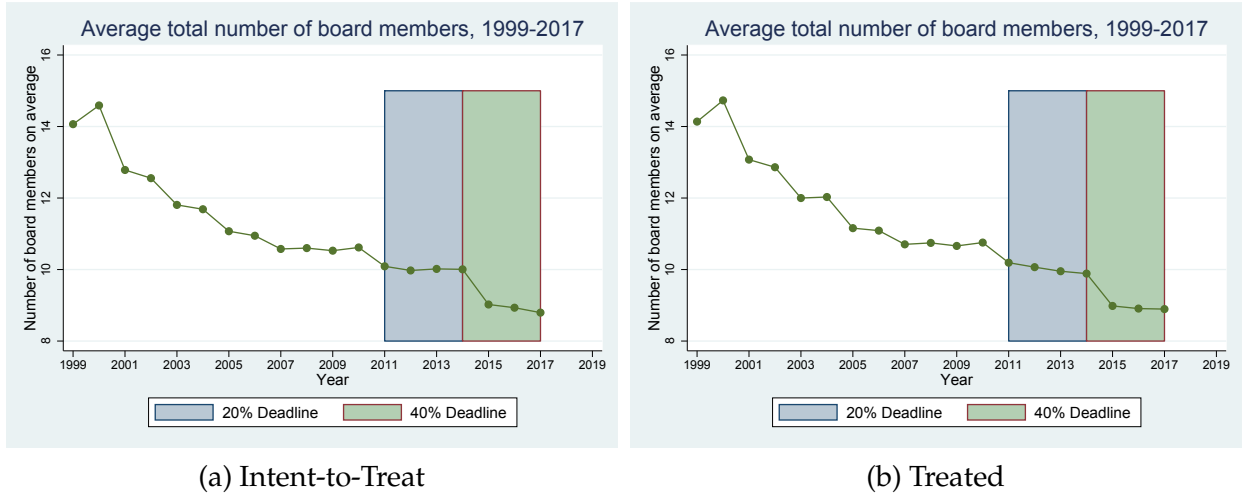 Average total number of board members, 1999-2017
Number of board members on average
16
14
12
10
8
1999 2001 2003 2005 2007 2009 2011 2013 2015 2017 2019
Year
20% Deadline 40% Deadline
(a) Intent-to-Treat
Average total number of board members, 1999-2017
Number of board members on average
16
14
12
10
8
1999 2001 2003 2005 2007 2009 2011 2013 2015 2017 2019
Year
20% Deadline 40% Deadline
(b) Treated